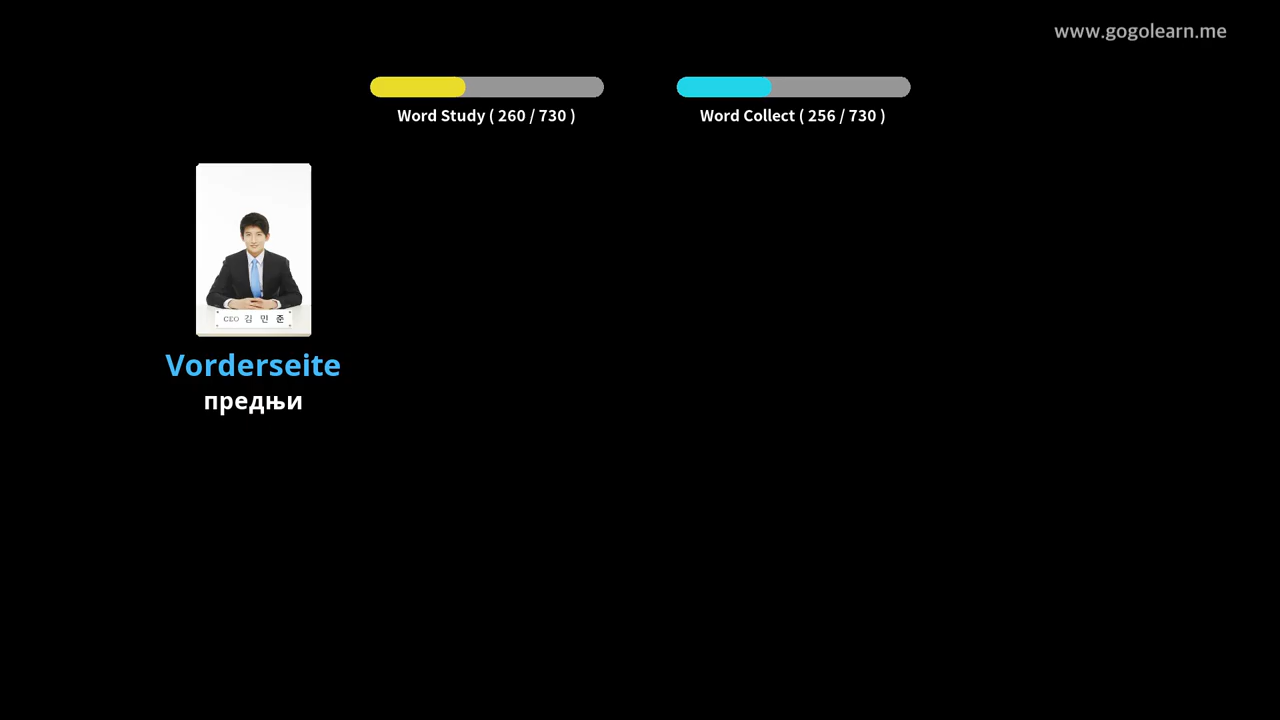 www.gogolearn.me
Word Study ( 260 / 730 )
Word Collect ( 256 / 730 )
CEO 김 민 준
Vorderseite
предњи